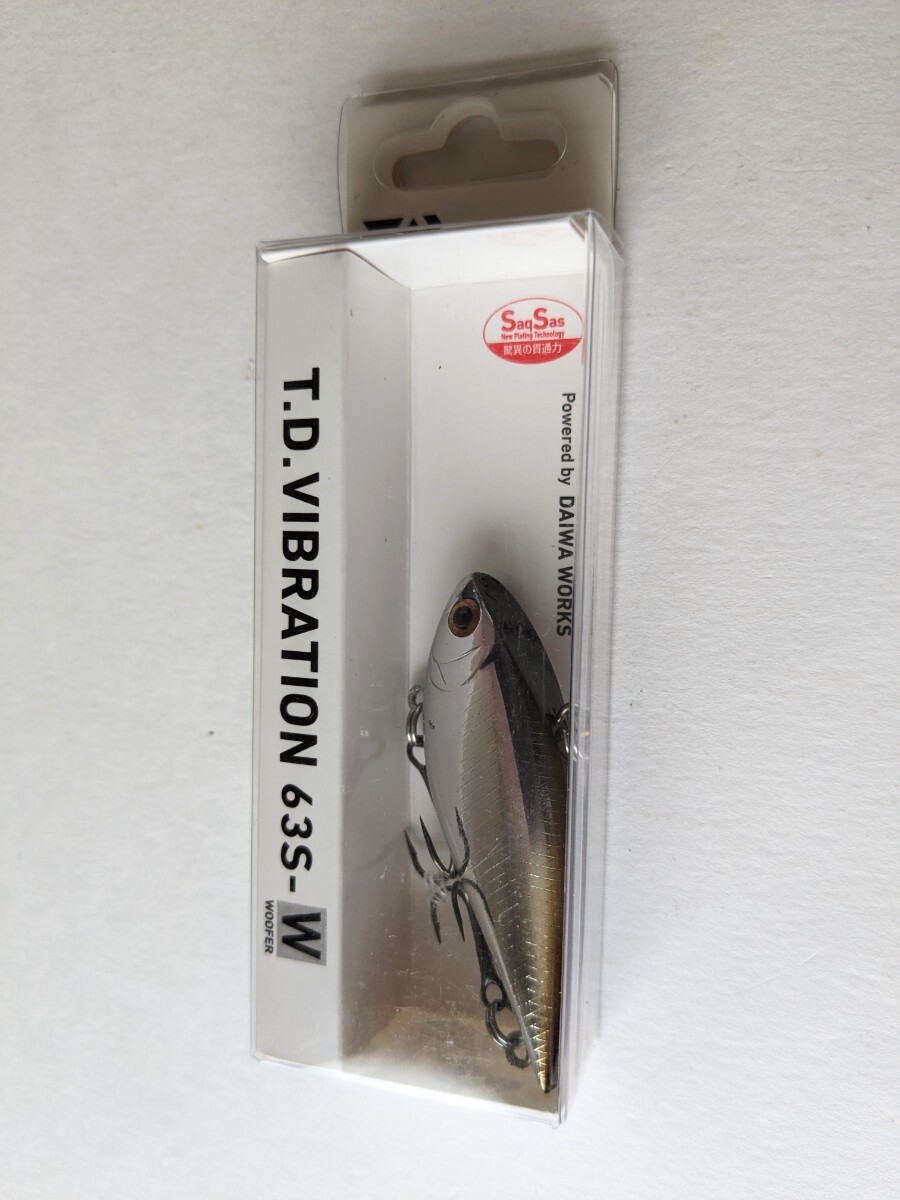 SaqSas
New Plating Technology
驚異の貫通力
Powered by DAIWA WORKS
T.D.VIBRATION 63S-W
WOOFER